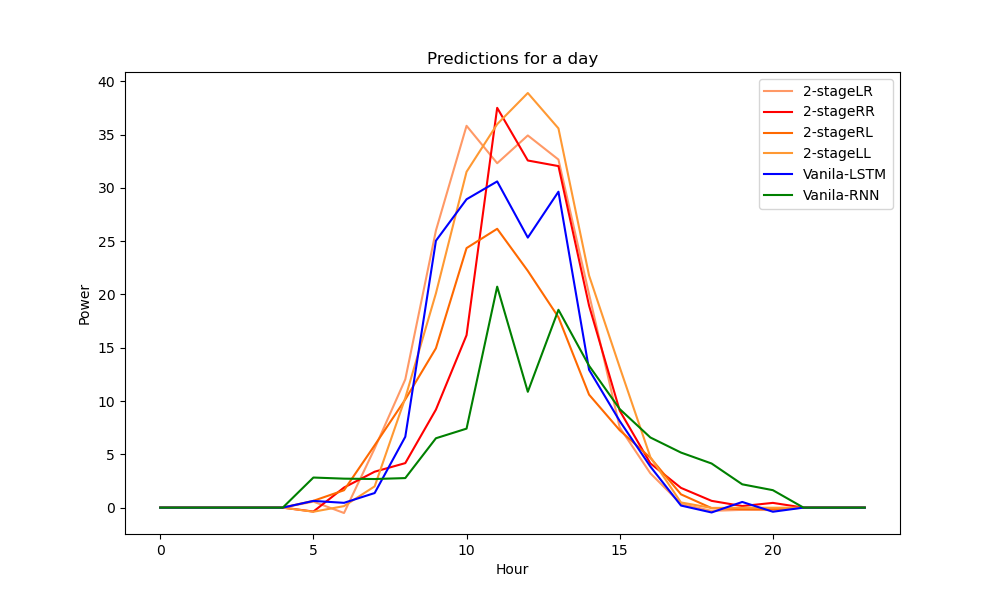 Predictions for a day
40
35
30
25
20
15
10
5
0
Power
0 5 10 15 20
Hour
2-stageLR
2-stageRR
2-stageRL
2-stageLL
Vanila-LSTM
Vanila-RNN